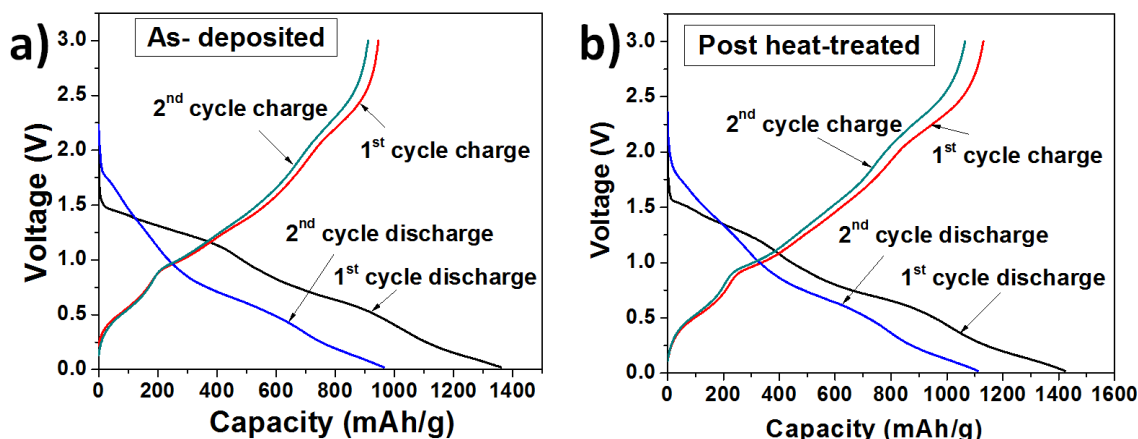 a)
As- deposited
3.0
2.5
2.0
1.5
1.0
0.5
0.0
Voltage (V)
2nd cycle charge
1st cycle charge
2nd cycle discharge
1st cycle discharge
0 200 400 600 800 1000 1200 1400
Capacity (mAh/g)
b)
Post heat-treated
3.0
2.5
2.0
1.5
1.0
0.5
0.0
Voltage (V)
2nd cycle charge
1st cycle charge
2nd cycle discharge
1st cycle discharge
0 200 400 600 800 1000 1200 1400 1600
Capacity (mAh/g)